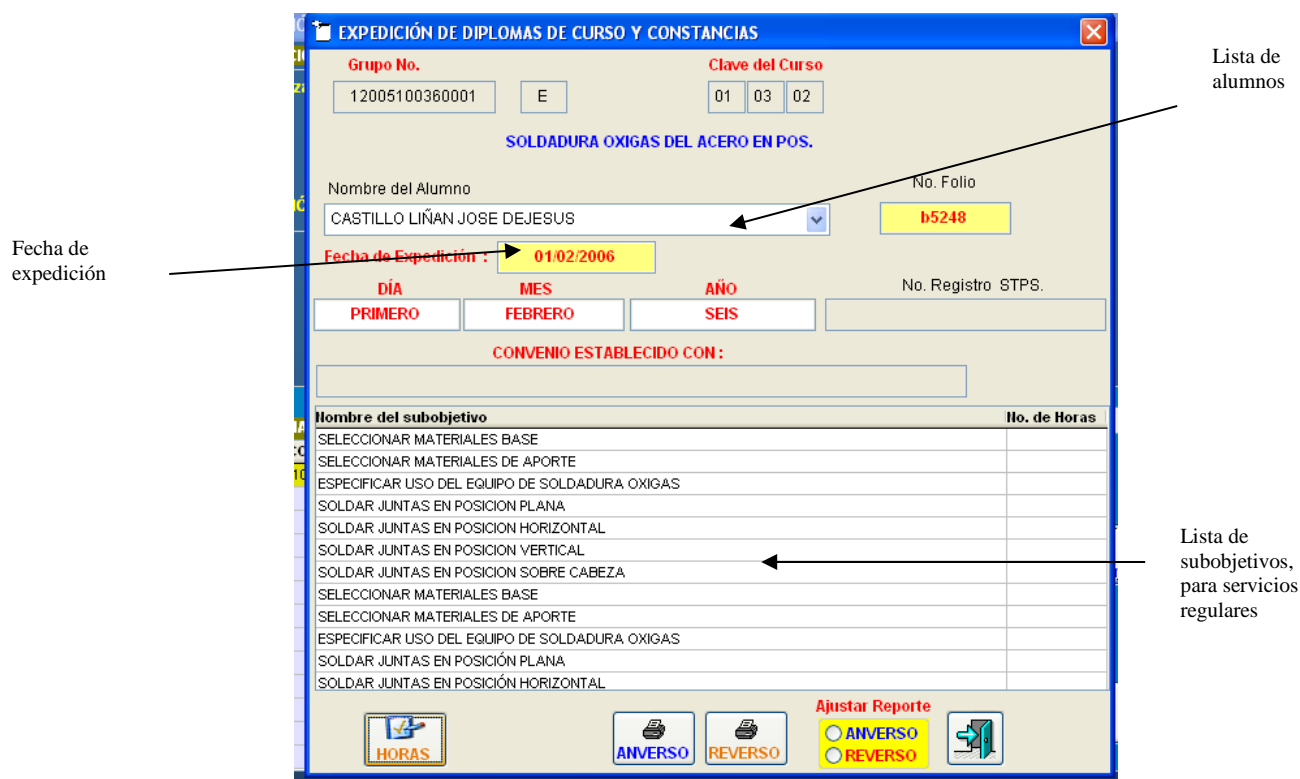 EXPEDICIÓN DE DIPLOMAS DE CURSO Y CONSTANCIAS
Lista de
alumnos
Grupo No.
Clave del Curso
12005100360001 E 01 03 02
SOLDADURA OXIGAS DEL ACERO EN POS.
Nombre del Alumno
No. Folio
CASTILLO LIÑAN JOSE DEJESUS
b5248
Fecha de
expedición
Fecha de Expedición : 01/02/2006
DÍA MES AÑO No. Registro STPS.
PRIMERO FEBRERO SEIS
CONVENIO ESTABLECIDO CON :
Nombre del subobjetivo No. de Horas
SELECCIONAR MATERIALES BASE
SELECCIONAR MATERIALES DE APORTE
ESPECIFICAR USO DEL EQUIPO DE SOLDADURA OXIGAS
SOLDAR JUNTAS EN POSICION PLANA
SOLDAR JUNTAS EN POSICION HORIZONTAL
SOLDAR JUNTAS EN POSICION VERTICAL
SOLDAR JUNTAS EN POSICION SOBRE CABEZA
SELECCIONAR MATERIALES BASE
SELECCIONAR MATERIALES DE APORTE
ESPECIFICAR USO DEL EQUIPO DE SOLDADURA OXIGAS
SOLDAR JUNTAS EN POSICIÓN PLANA
SOLDAR JUNTAS EN POSICIÓN HORIZONTAL
Lista de
subobjetivos,
para servicios
regulares
HORAS
ANVERSO
REVERSO
Ajustar Reporte
ANVERSO
REVERSO